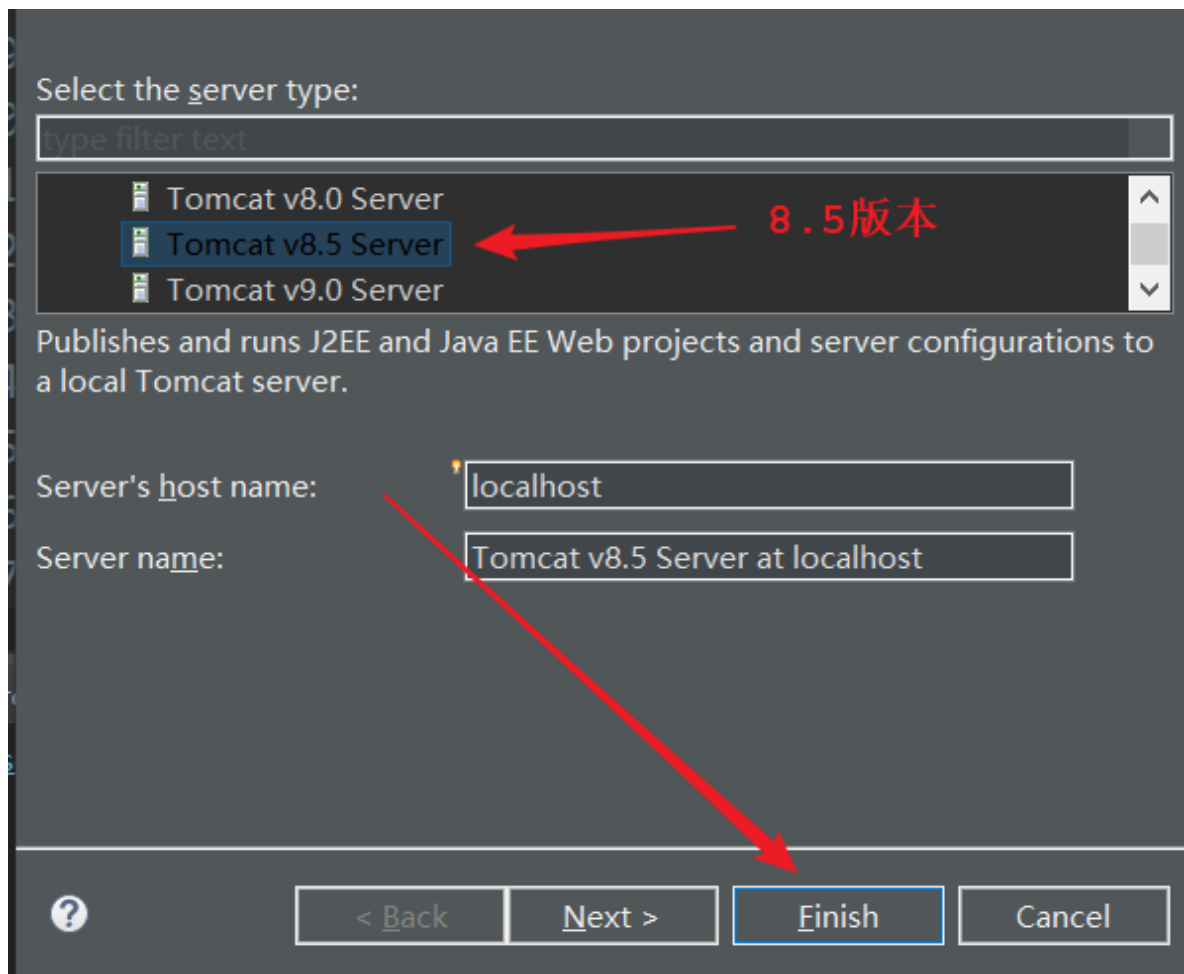 Select the server type:
type filter text
Tomcat v8.0 Server
Tomcat v8.5 Server
8.5版本
Tomcat v9.0 Server
Publishes and runs J2EE and Java EE Web projects and server configurations to
a local Tomcat server.
Server's host name:
localhost
Server name:
Tomcat v8.5 Server at localhost
?
< Back
Next >
Finish
Cancel